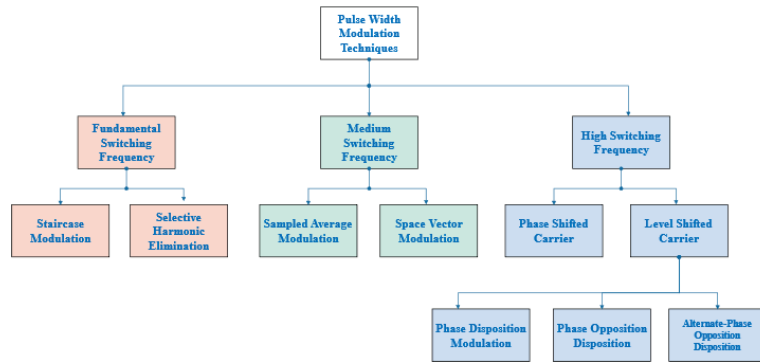 Pulse Width
Modulation
Techniques
Fundamental
Switching
Frequency
Medium
Switching
Frequency
High Switching
Frequency
Staircase
Modulation
Selective
Harmonic
Elimination
Sampled Average
Modulation
Space Vector
Modulation
Phase Shifted
Carrier
Level Shifted
Carrier
Phase Disposition
Modulation
Phase Opposition
Disposition
Alternate-Phase
Opposition
Disposition